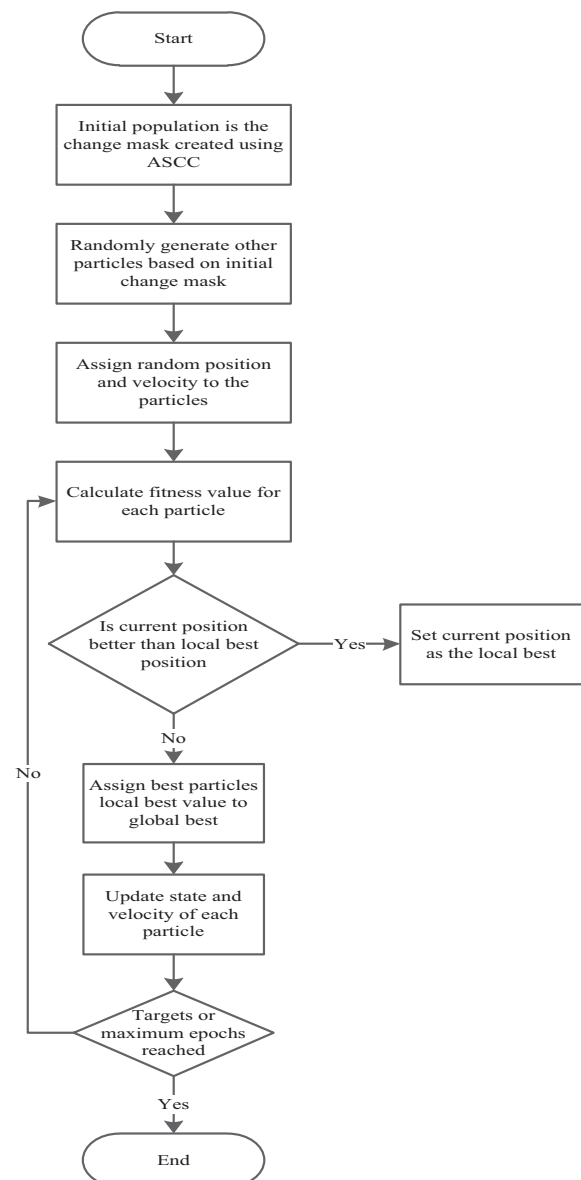 Start
Initial population is the
change mask created using
ASCC
Randomly generate other
particles based on initial
change mask
Assign random position
and velocity to the
particles
Calculate fitness value for
each particle
Is current position
better than local best
position
Yes
Set current position
as the local best
No
No
Assign best particles
local best value to
global best
Update state and
velocity of each
particle
Targets or
maximum epochs
reached
Yes
End